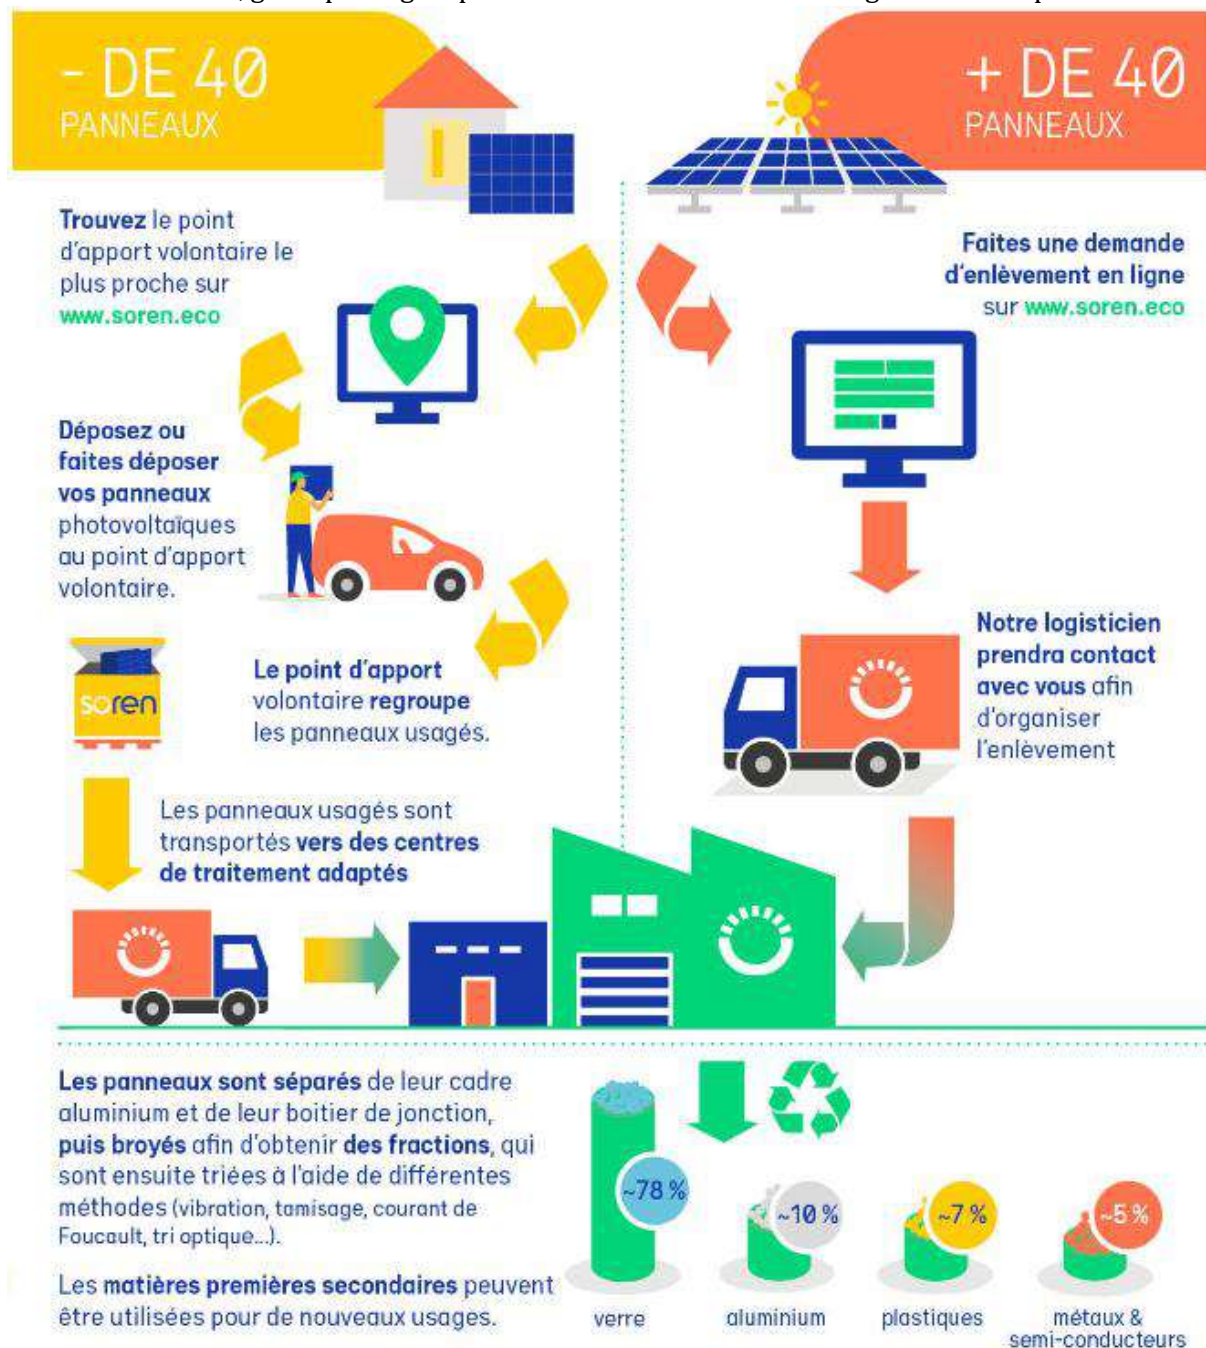 - DE 40
PANNEAUX
+ DE 40
PANNEAUX
Trouvez le point
d'apport volontaire le
plus proche sur
www.soren.eco
Faites une demande
d'enlèvement en ligne
sur www.soren.eco
Déposez ou
faites déposer
vos panneaux
photovoltaïques
au point d'apport
volontaire.
soren
Le point d'apport
volontaire regroupe
les panneaux usagés.
Notre logisticien
prendra contact
avec vous afin
d'organiser
l'enlèvement
Les panneaux usagés sont
transportés vers des centres
de traitement adaptés
Les panneaux sont séparés de leur cadre
aluminium et de leur boitier de jonction,
puis broyés afin d'obtenir des fractions, qui
sont ensuite triées à l'aide de différentes
méthodes (vibration, tamisage, courant de
Foucault, tri optique...).
Les matières premières secondaires peuvent
être utilisées pour de nouveaux usages.
~78 %
~10 %
~7 %
~5 %
verre
aluminium
plastiques
métaux &
semi-conducteurs